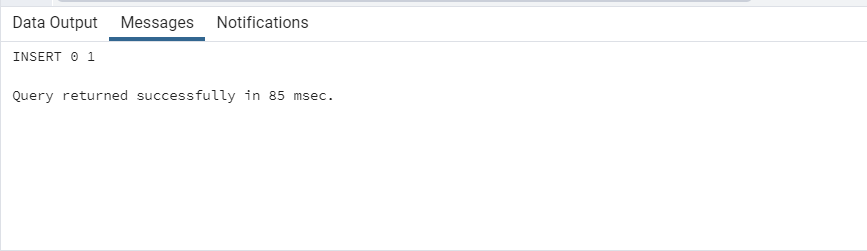 Data Output Messages Notifications
INSERT 0 1
Query returned successfully in 85 msec.